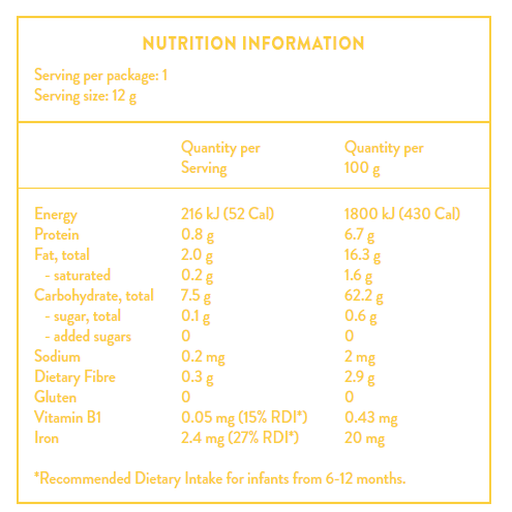 NUTRITION INFORMATION
Serving per package: 1
Serving size: 12 g
Quantity per Serving Quantity per 100 g
Energy 216 kJ (52 Cal) 1800 kJ (430 Cal)
Protein 0.8 g 6.7 g
Fat, total 2.0 g 16.3 g
- saturated 0.2 g 1.6 g
Carbohydrate, total 7.5 g 62.2 g
- sugar, total 0.1 g 0.6 g
- added sugars 0 0
Sodium 0.2 mg 2 mg
Dietary Fibre 0.3 g 2.9 g
Gluten 0 0
Vitamin B1 0.05 mg (15% RDI*) 0.43 mg
Iron 2.4 mg (27% RDI*) 20 mg
*Recommended Dietary Intake for infants from 6-12 months.